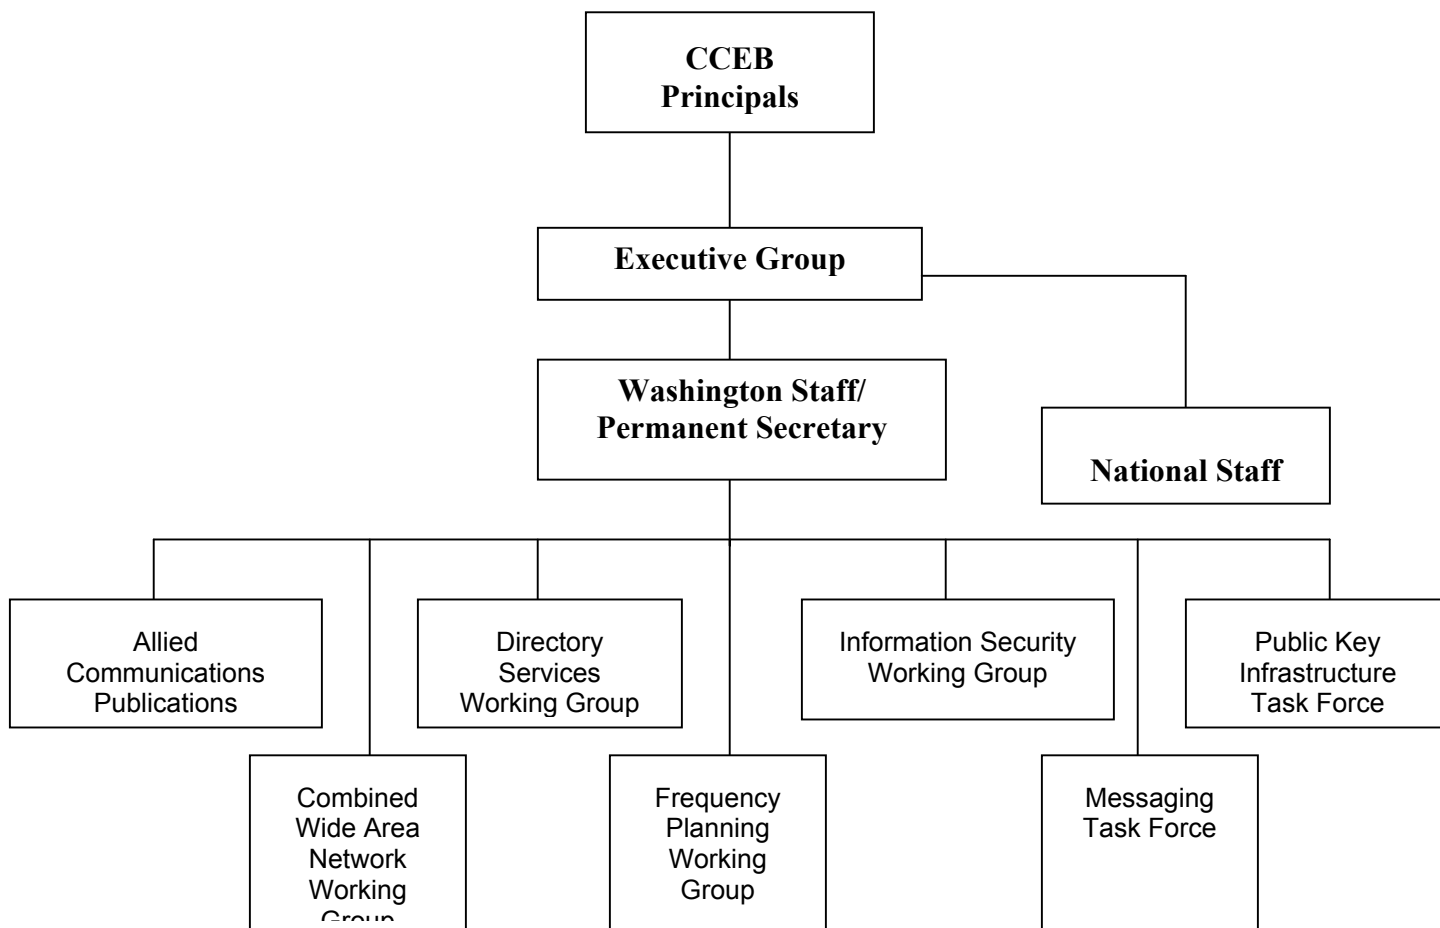 CCEB
Principals
Executive Group
Washington Staff/
Permanent Secretary
National Staff
Allied
Communications
Publications
Directory
Services
Working Group
Information Security
Working Group
Public Key
Infrastructure
Task Force
Combined
Wide Area
Network
Working
Group
Frequency
Planning
Working
Group
Messaging
Task Force